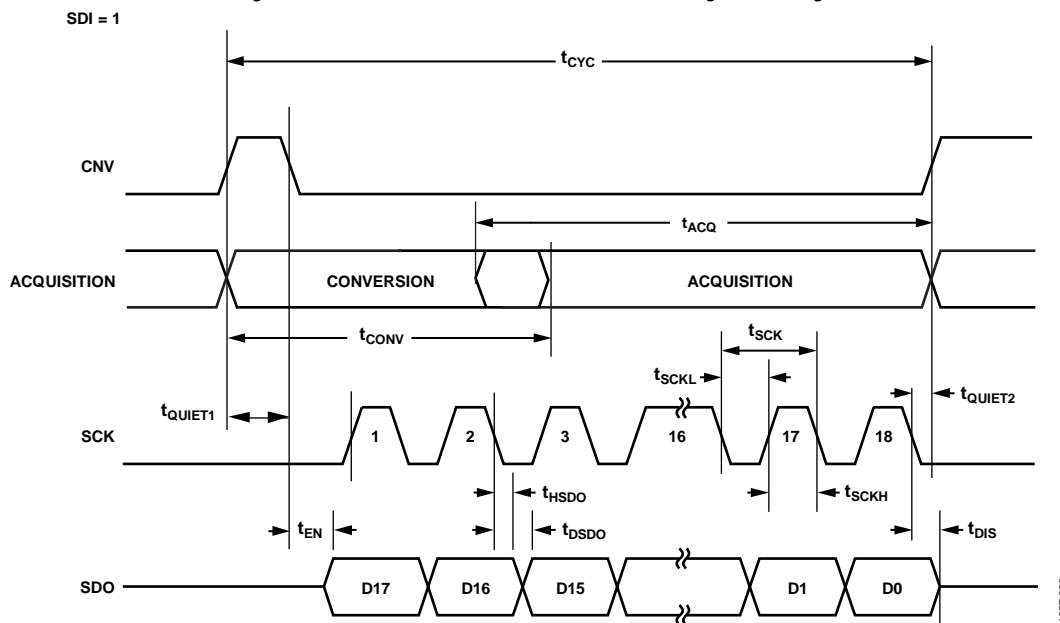 SDI = 1
tCYC
CNV
tACQ
ACQUISITION
CONVERSION
ACQUISITION
tCONV
tSCK
tSCKL
tQUIET1
tQUIET2
SCK
1
2
3
16
17
18
tHSDO
tSCKH
tEN
tDSDO
tDIS
SDO
D17
D16
D15
D1
D0